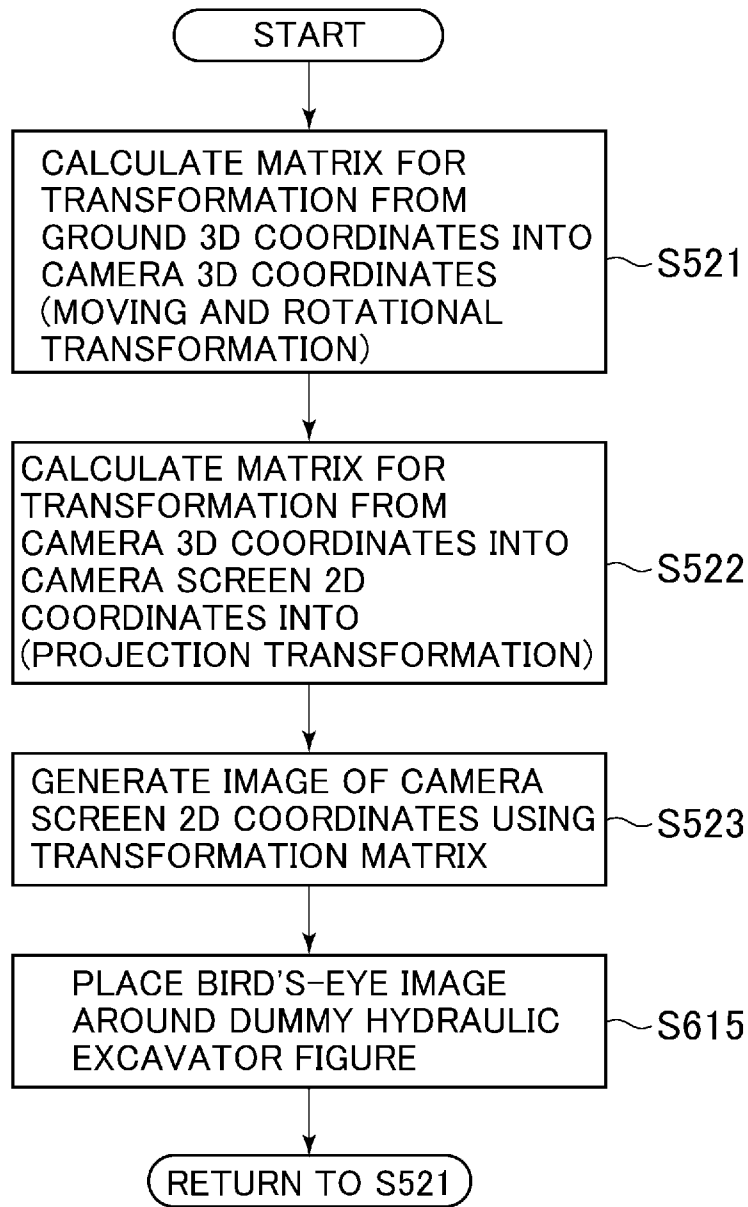 START
CALCULATE MATRIX FOR
TRANSFORMATION FROM
GROUND 3D COORDINATES INTO
CAMERA 3D COORDINATES
(MOVING AND ROTATIONAL
TRANSFORMATION)
S521
CALCULATE MATRIX FOR
TRANSFORMATION FROM
CAMERA 3D COORDINATES INTO
CAMERA SCREEN 2D
COORDINATES INTO
(PROJECTION TRANSFORMATION)
S522
GENERATE IMAGE OF CAMERA
SCREEN 2D COORDINATES USING
TRANSFORMATION MATRIX
S523
PLACE BIRD'S-EYE IMAGE
AROUND DUMMY HYDRAULIC
EXCAVATOR FIGURE
S615
RETURN TO S521